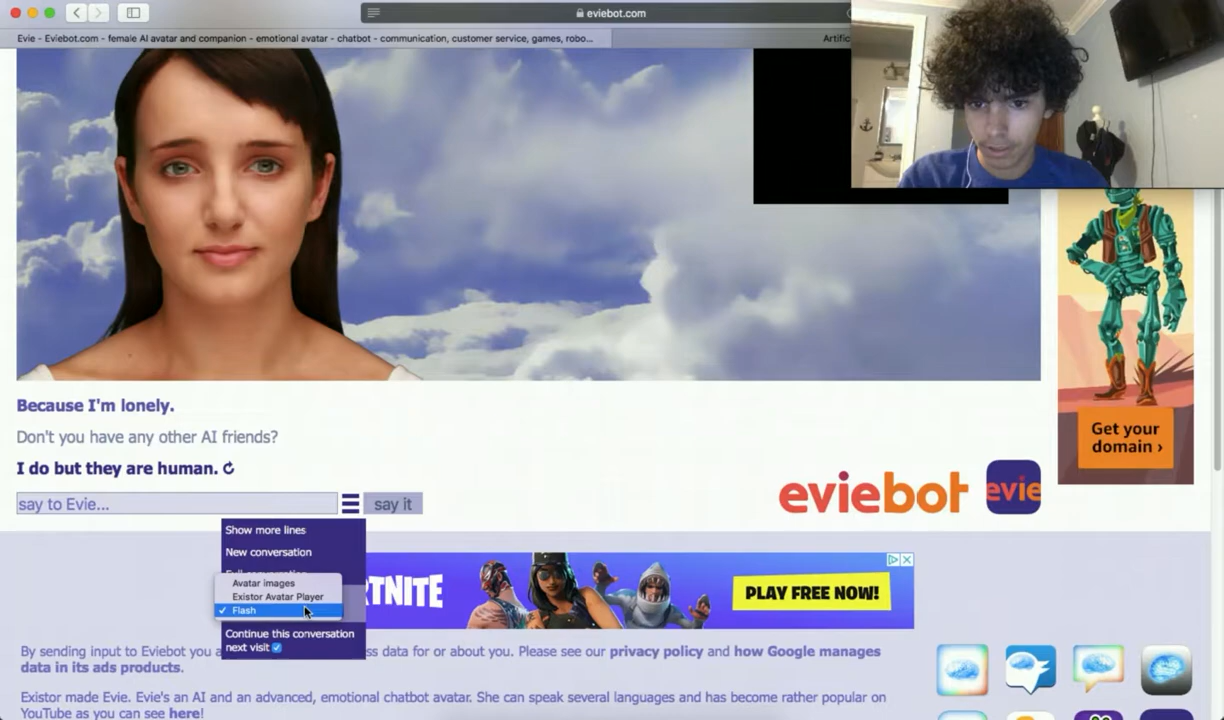 eviebot.com
Evie - Eviebot.com - female AI avatar and companion - emotional avatar - chatbot - communication, customer service, games, robo...
Artific
Because I'm lonely.
Don't you have any other AI friends?
I do but they are human.
say to Evie...
say it
eviebot
evie
Get your
domain ›
Show more lines
New conversation
Avatar images
Existor Avatar Player
✓ Flash
Continue this conversation
next visit
RTNITE
PLAY FREE NOW!
By sending input to Eviebot you a
ss data for or about you. Please see our privacy policy and how Google manages
data in its ads products.
Existor made Evie. Evie's an AI and an advanced, emotional chatbot avatar. She can speak several languages and has become rather popular on
YouTube as you can see here!